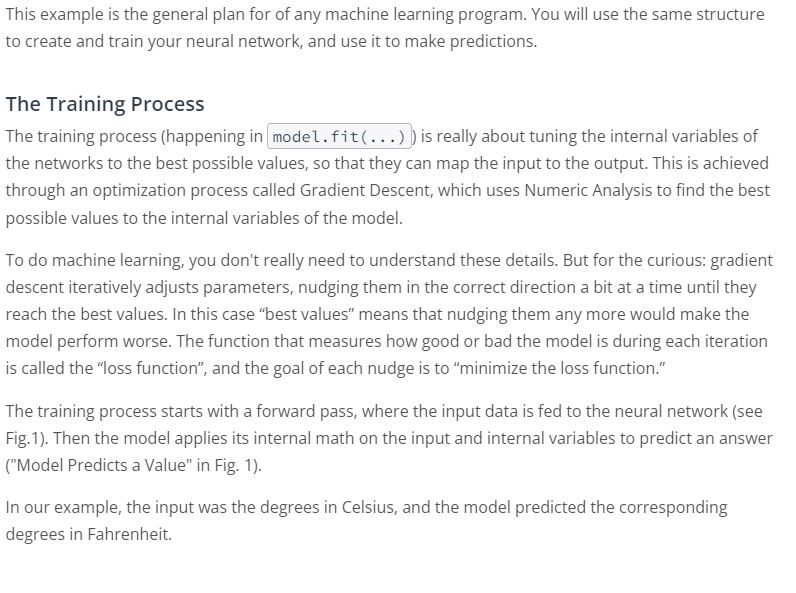 This example is the general plan for of any machine learning program. You will use the same structure
to create and train your neural network, and use it to make predictions.
The Training Process
The training process (happening in model.fit(...)) is really about tuning the internal variables of
the networks to the best possible values, so that they can map the input to the output. This is achieved
through an optimization process called Gradient Descent, which uses Numeric Analysis to find the best
possible values to the internal variables of the model.
To do machine learning, you don't really need to understand these details. But for the curious: gradient
descent iteratively adjusts parameters, nudging them in the correct direction a bit at a time until they
reach the best values. In this case “best values” means that nudging them any more would make the
model perform worse. The function that measures how good or bad the model is during each iteration
is called the “loss function”, and the goal of each nudge is to “minimize the loss function.”
The training process starts with a forward pass, where the input data is fed to the neural network (see
Fig.1). Then the model applies its internal math on the input and internal variables to predict an answer
("Model Predicts a Value" in Fig. 1).
In our example, the input was the degrees in Celsius, and the model predicted the corresponding
degrees in Fahrenheit.